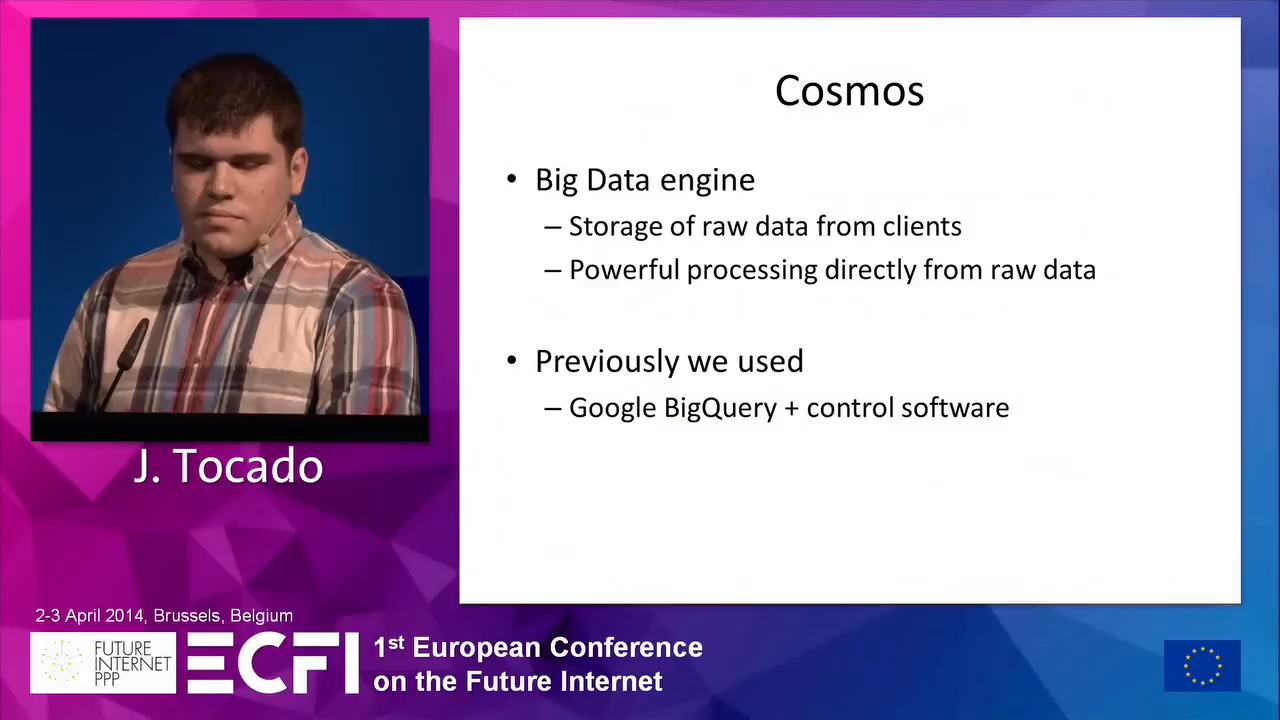 Cosmos
• Big Data engine
– Storage of raw data from clients
– Powerful processing directly from raw data
• Previously we used
– Google BigQuery + control software
J. Tocado
2-3 April 2014, Brussels, Belgium
FUTURE
INTERNET
PPP
ECFI
1st European Conference
on the Future Internet